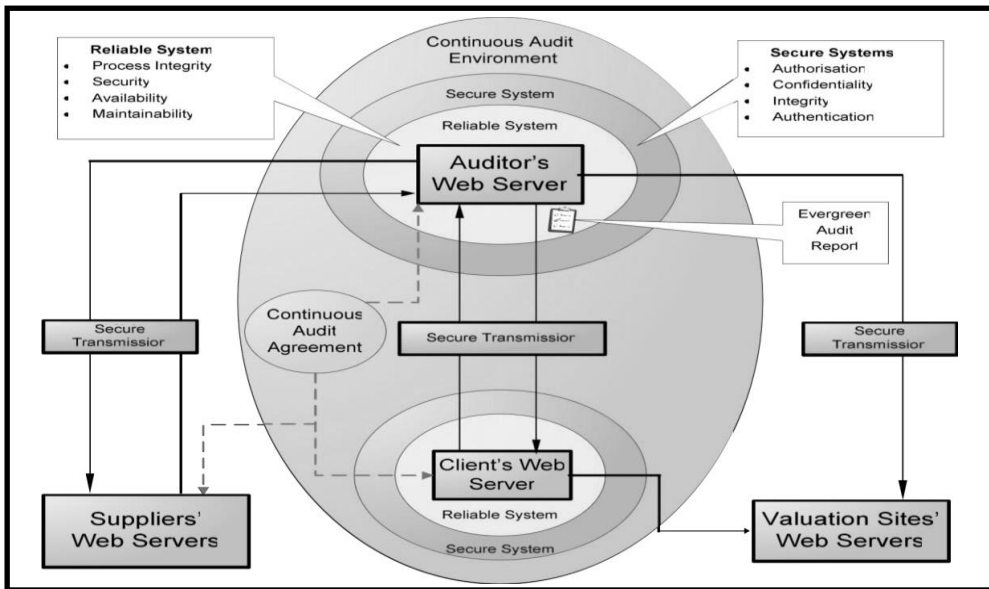 Reliable System
• Process Integrity
• Security
• Availability
• Maintainability
Continuous Audit
Environment
Secure System
Reliable System
Secure Systems
• Authorisation
• Confidentiality
• Integrity
• Authentication
Auditor's
Web Server
Evergreen
Audit
Report
Continuous
Audit
Agreement
Secure
Transmissior
Secure Transmissior
Secure
Transmissior
Client's Web
Server
Reliable System
Secure System
Suppliers'
Web Servers
Valuation Sites'
Web Servers